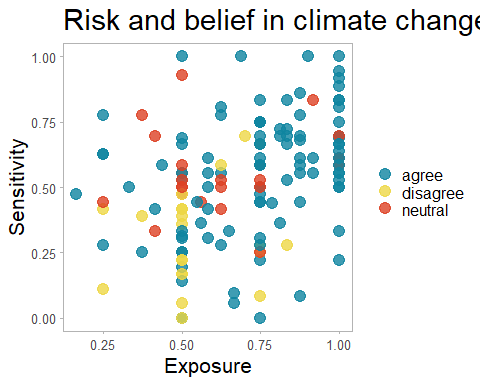 Risk and belief in climate change
1.00
0.75
0.50
0.25
0.00
Sensitivity
0.25 0.50 0.75 1.00
Exposure
agree
disagree
neutral